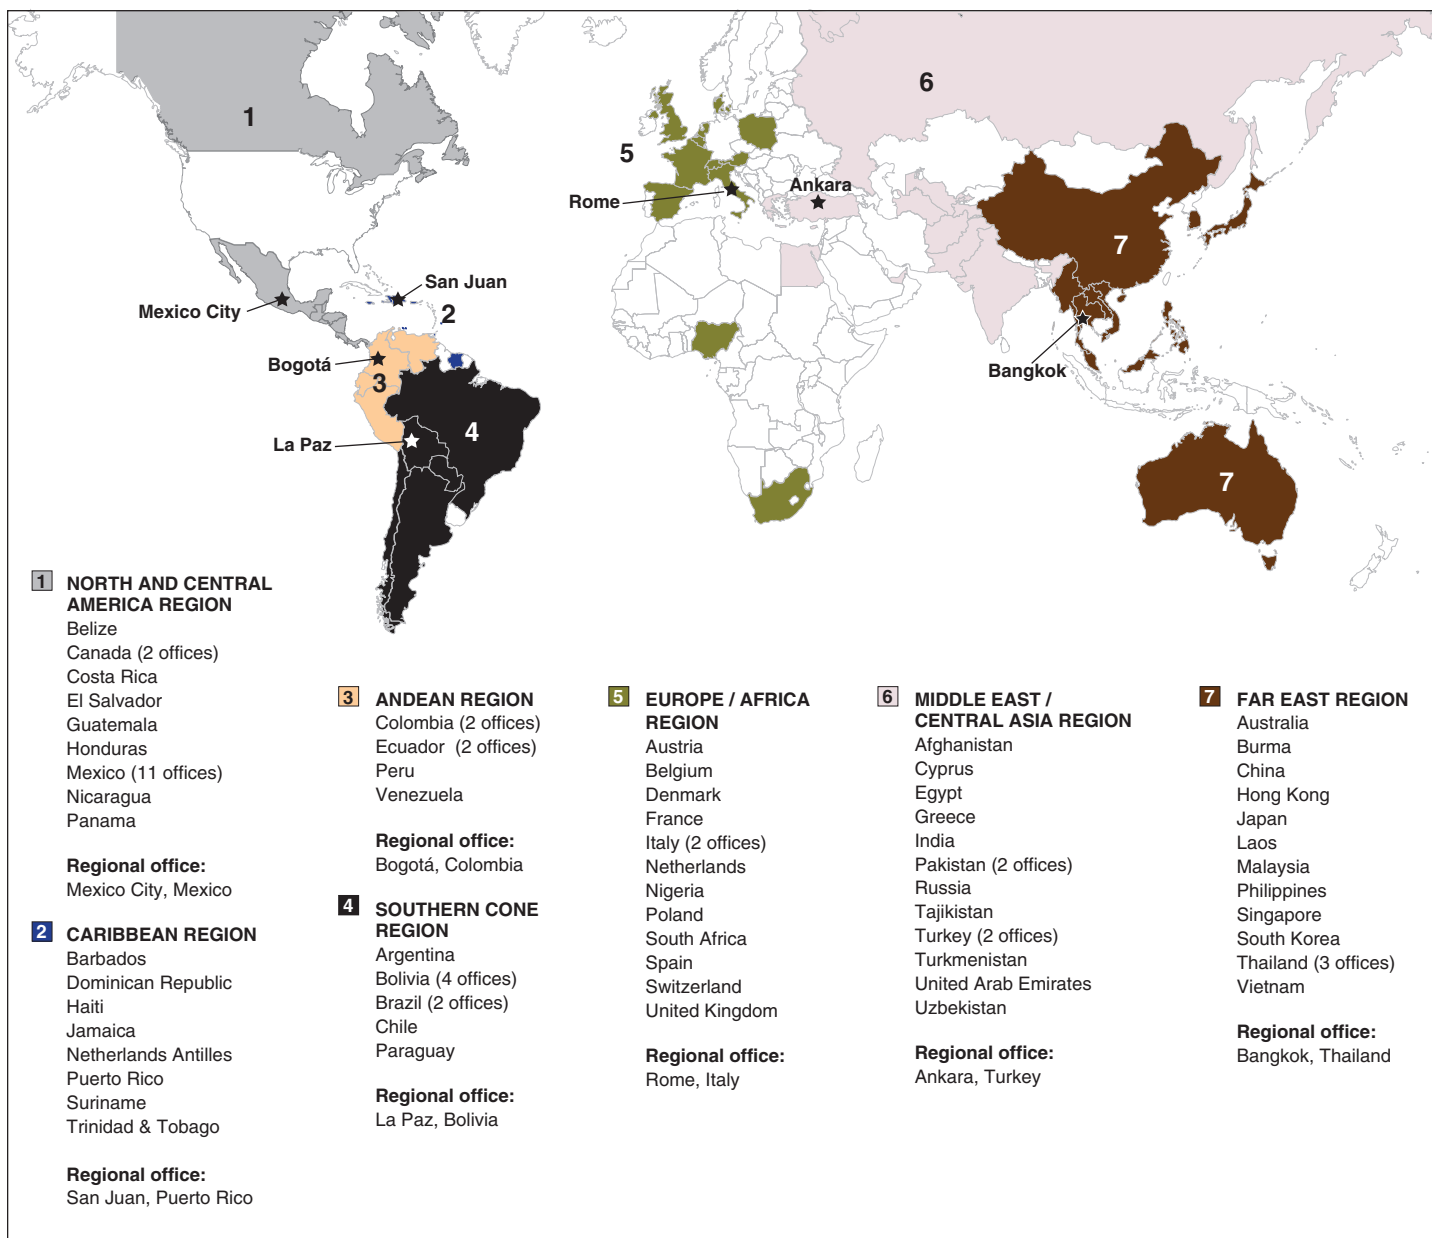 1
6
5
Ankara
Rome
7
San Juan
Mexico City
2
Bogotá
3
Bangkok
La Paz
4
7
1 NORTH AND CENTRAL
AMERICA REGION
Belize
Canada (2 offices)
Costa Rica
El Salvador
Guatemala
Honduras
Mexico (11 offices)
Nicaragua
Panama
Regional office:
Mexico City, Mexico
2 CARIBBEAN REGION
Barbados
Dominican Republic
Haiti
Jamaica
Netherlands Antilles
Puerto Rico
Suriname
Trinidad & Tobago
Regional office:
San Juan, Puerto Rico
3 ANDEAN REGION
Colombia (2 offices)
Ecuador (2 offices)
Peru
Venezuela
Regional office:
Bogotá, Colombia
4 SOUTHERN CONE
REGION
Argentina
Bolivia (4 offices)
Brazil (2 offices)
Chile
Paraguay
Regional office:
La Paz, Bolivia
5 EUROPE / AFRICA
REGION
Austria
Belgium
Denmark
France
Italy (2 offices)
Netherlands
Nigeria
Poland
South Africa
Spain
Switzerland
United Kingdom
Regional office:
Rome, Italy
6 MIDDLE EAST /
CENTRAL ASIA REGION
Afghanistan
Cyprus
Egypt
Greece
India
Pakistan (2 offices)
Russia
Tajikistan
Turkey (2 offices)
Turkmenistan
United Arab Emirates
Uzbekistan
Regional office:
Ankara, Turkey
7 FAR EAST REGION
Australia
Burma
China
Hong Kong
Japan
Laos
Malaysia
Philippines
Singapore
South Korea
Thailand (3 offices)
Vietnam
Regional office:
Bangkok, Thailand